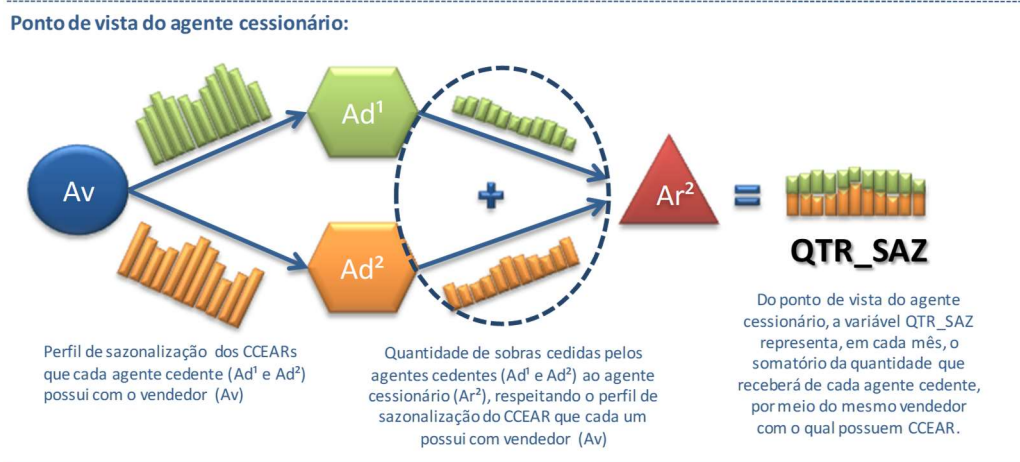 Ponto de vista do agente cessionário:
Ad¹
Av
Ar²
QTR_SAZ
Ad²
Perfil de sazonalização dos CCEARs
que cada agente cedente (Ad¹ e Ad²)
possui com o vendedor (Av)
Quantidade de sobras cedidas pelos
agentes cedentes (Ad¹ e Ad²) ao agente
cessionário (Ar²), respeitando o perfil de
sazonalização do CCEAR que cada um
possui com vendedor (Av)
Do ponto de vista do agente
cessionário, a variável QTR_SAZ
representa, em cada mês, o
somatório da quantidade que
receberá de cada agente cedente,
por meio do mesmo vendedor
com o qual possuem CCEAR.